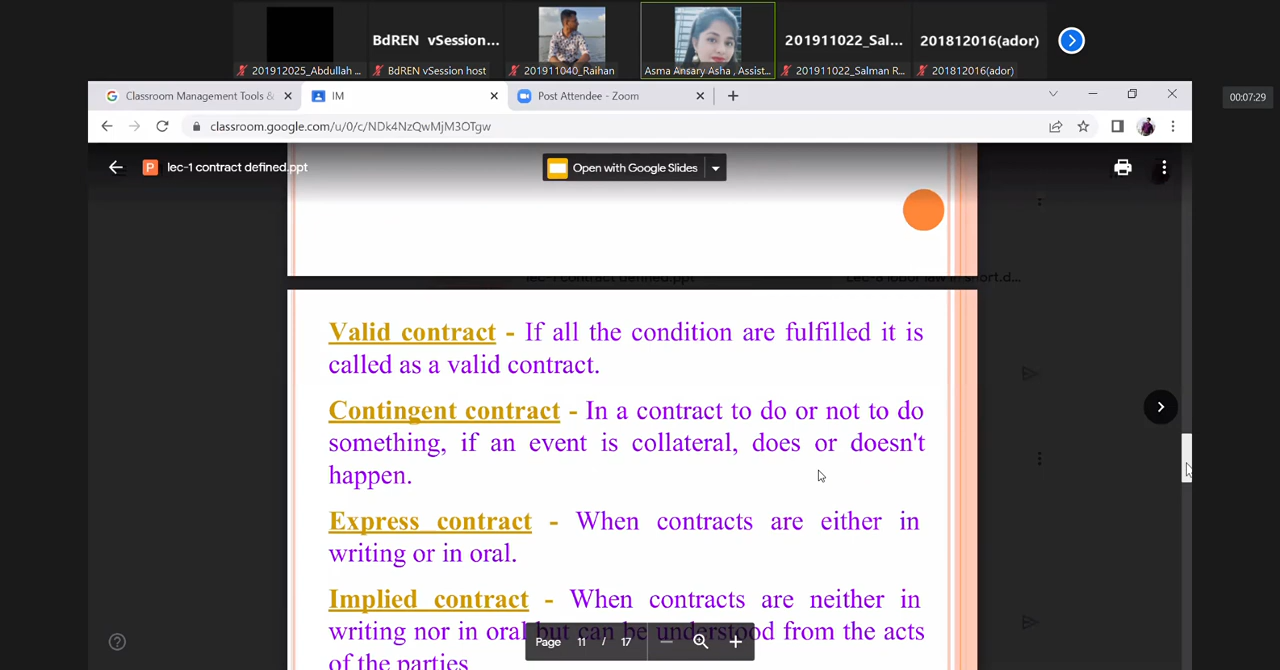 BdREN vSession...
201911022_Sal...
201812016(ador)
201912025_Abdullah ...
BdREN vSession host
201911040_Raihan
Asma Ansary Asha , Assist...
201911022_Salman R...
201812016(ador)
Classroom Management Tools &
IM
Post Attendee - Zoom
00:07:29
classroom.google.com/u/0/c/NDk4NzQwMjM3OTgw
P
lec-1 contract defined.ppt
Open with Google Slides
lec-1 contract defined.ppt
Valid contract - If all the condition are fulfilled it is
called as a valid contract.
Contingent contract - In a contract to do or not to do
something, if an event is collateral, does or doesn't
happen.
Express contract - When contracts are either in
writing or in oral.
Implied contract - When contracts are neither in
writing nor in oral but can be understood from the acts
of the parties
Page 11 / 17